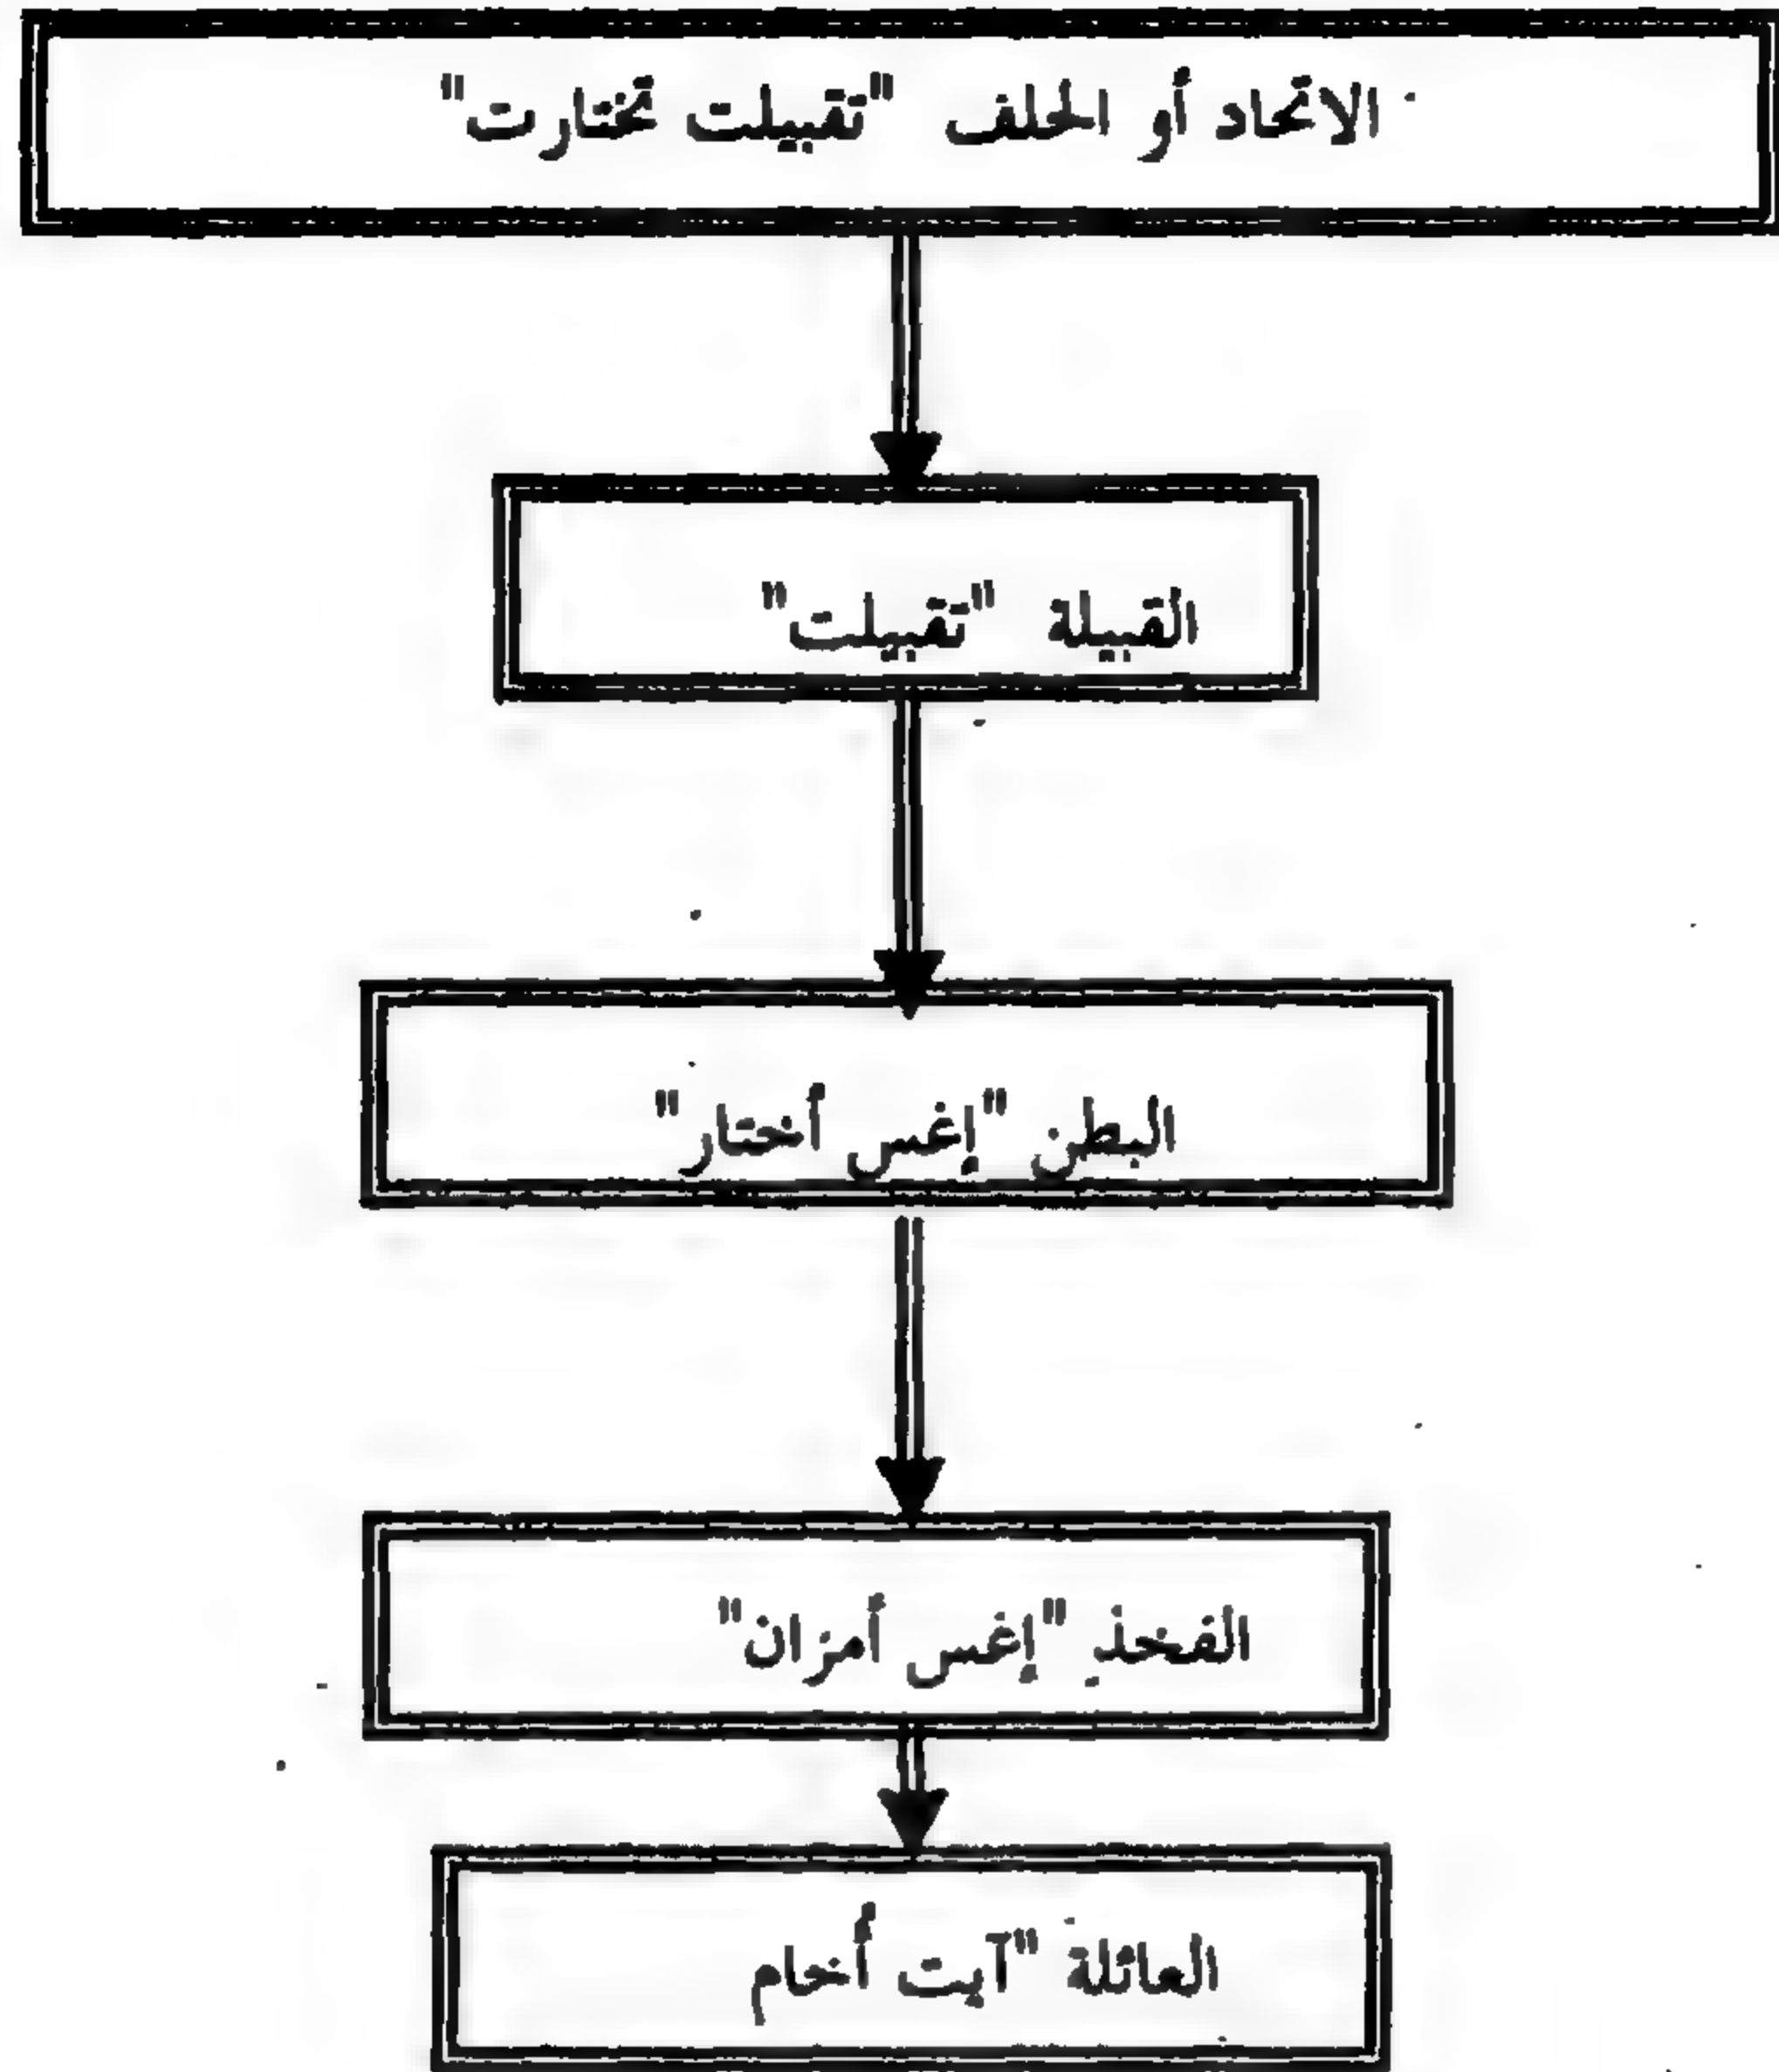 الاتحاد أو الحلف "تقبيلت تختارت"
القبيلة "تقبيلت"
البطن "إغس أختار"
الفخذ "إغس أمزان"
العائلة "آيت أخام